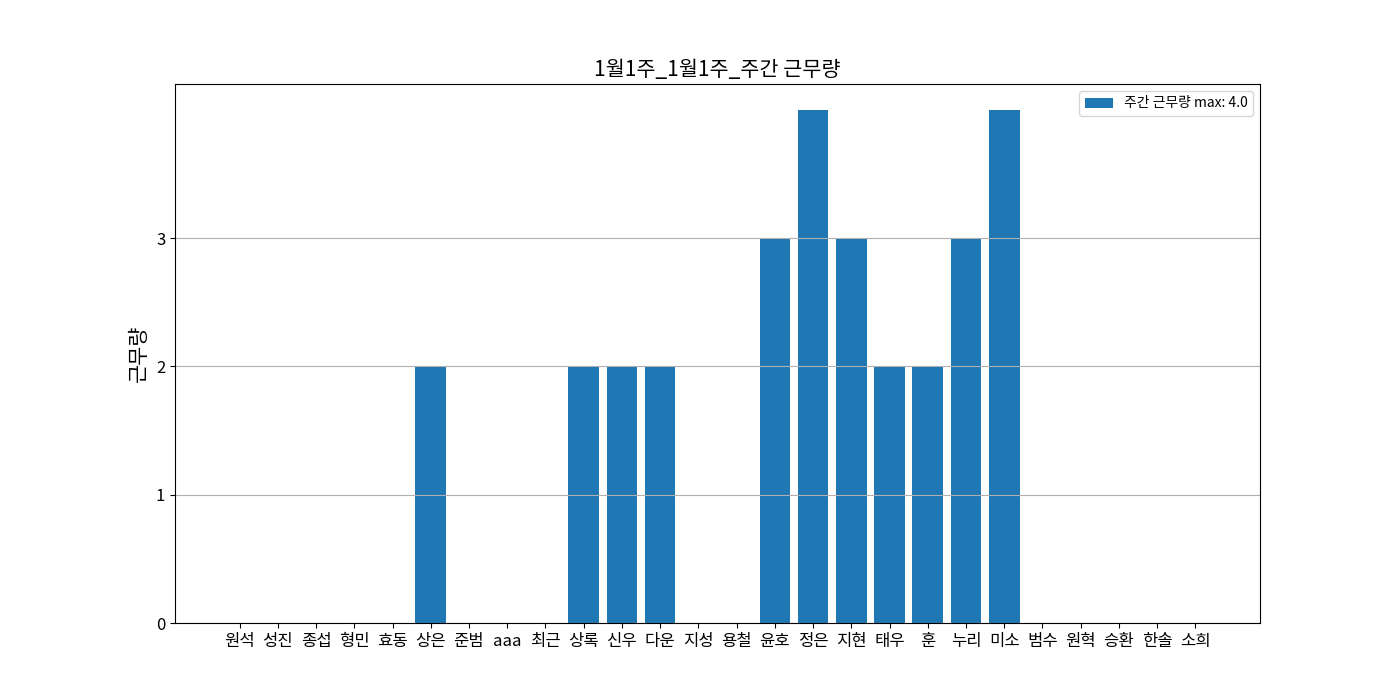 1월1주_1월1주_주간 근무량
주간 근무량 max: 4.0
근무량
3
2
1
0
원석 성진 종섭 형민 효동 상은 준범 aaa 최근 상록 신우 다운 지성 용철 윤호 정은 지현 태우 훈 누리 미소 범수 원혁 승환 한솔 소희